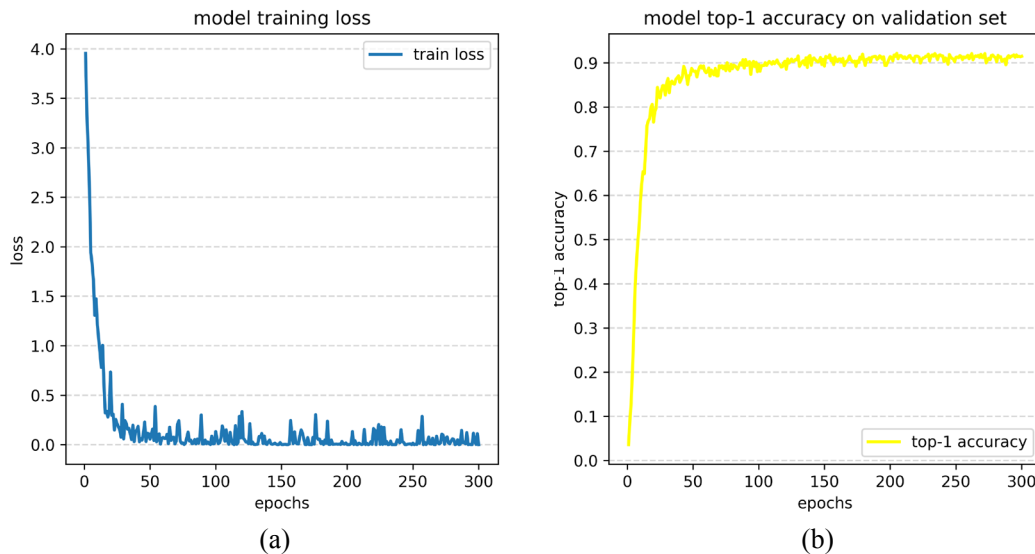 model training loss
train loss
4.0
3.5
3.0
2.5
2.0
1.5
1.0
0.5
0.0
loss
0 50 100 150 200 250 300
epochs
(a)
model top-1 accuracy on validation set
0.9
0.8
0.7
0.6
0.5
0.4
0.3
0.2
0.1
0.0
top-1 accuracy
top-1 accuracy
0 50 100 150 200 250 300
epochs
(b)